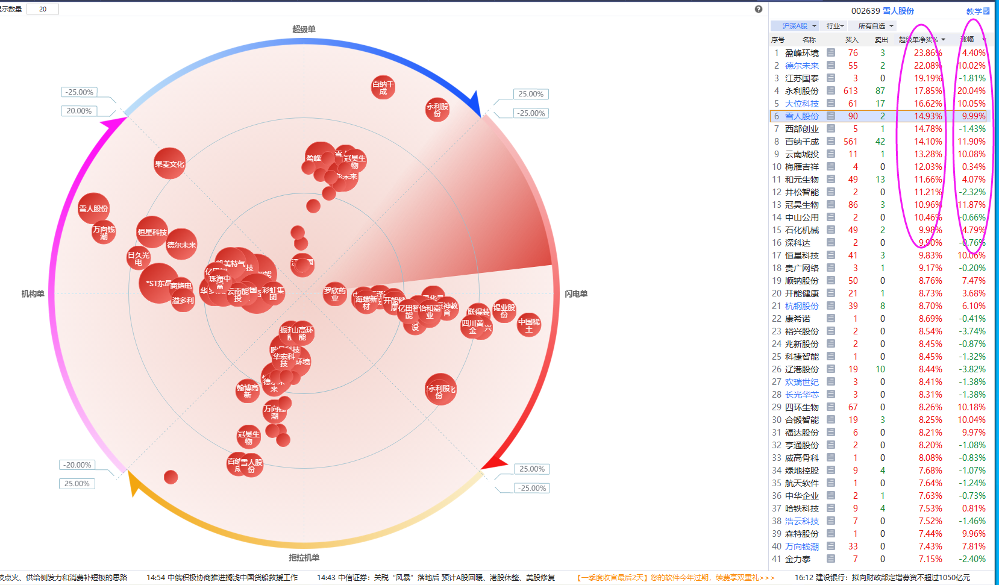 显示数量 20
002639 雪人股份 教学
沪深A股 行业 所有自选
序号 名称 买入 卖出 超级单净买% 涨幅
1 盈峰环境 76 3 23.86% 4.40%
2 德尔未来 55 2 22.08% 10.02%
3 江苏国泰 3 0 19.19% -1.81%
4 永利股份 613 87 17.85% 20.04%
5 大位科技 61 17 16.62% 10.05%
6 雪人股份 90 2 14.93% 9.99%
7 西部创业 5 1 14.78% -1.43%
8 百纳千成 561 42 14.10% 11.90%
9 云南城投 11 1 13.28% 10.08%
10 梅雁吉祥 4 0 12.03% 0.34%
11 和元生物 49 13 11.66% 4.07%
12 井松智能 2 0 11.21% -2.32%
13 冠昊生物 86 3 10.96% 11.87%
14 中山公用 2 0 10.46% -0.66%
15 石化机械 49 2 9.98% 4.79%
16 深科达 2 0 9.90% -0.76%
17 恒星科技 41 3 9.83% 10.06%
18 贵广网络 3 1 9.17% -0.20%
19 顺钠股份 50 0 8.76% 7.47%
20 开能健康 21 1 8.73% 3.68%
21 杭钢股份 39 8 8.70% 6.10%
22 康希诺 1 0 8.69% -0.41%
23 裕兴股份 2 0 8.54% -3.74%
24 兆新股份 2 0 8.45% -0.87%
25 科捷智能 1 0 8.45% -1.32%
26 辽港股份 19 10 8.44% -3.82%
27 欢瑞世纪 3 0 8.41% -1.38%
28 长光华芯 3 0 8.31% -1.38%
29 四环生物 67 0 8.26% 10.18%
30 合锻智能 19 3 8.25% 10.04%
31 福达股份 6 0 8.21% 9.97%
32 亨通股份 2 0 8.20% -1.08%
33 威高骨科 1 0 8.08% -0.83%
34 绿地控股 9 4 7.68% -1.07%
35 航天软件 1 0 7.64% -1.24%
36 中华企业 2 1 7.63% -0.73%
37 哈铁科技 9 4 7.53% 0.81%
38 浩云科技 7 0 7.52% -1.46%
39 森特股份 1 0 7.44% 9.96%
40 万向钱潮 33 0 7.43% 7.81%
41 金力泰 7 0 7.15% -2.40%
超级单
-25.00%
20.00%
25.00%
-25.00%
机构单
闪电单
-20.00%
25.00%
25.00%
-25.00%
拖拉机单
百纳千
成
永利股
份
盈峰
冠昊生
物
果麦文化
雪人股份
万向钱
潮
恒星科技
德尔未来
日久光
电
*ST东晶
商络电
溢多利
凯美特气
珠海中
富
云南能
投
彩虹集
团
罗欣药
业
开能健
康
亿田智
能
怡和嘉
业
联得装
锡业股
份
四川黄
金
中国稀
土
山高环
能
华宏科
技
翰博高
新
万向钱
潮
冠昊生
物
雪人股
份
永利股
份
技点火、供给侧发力和消费补短板的思路 14:54 中俄积极协商推进搁浅中国货船救援工作 14:43 中信证券：关税“风暴”落地后 预计A股回暖、港股休整、美股修复 【一季度收官最后2天】您的软件今年过期，续费享双重礼>>> 16:12 建设银行：拟向财政部定增募资不超过1050亿元